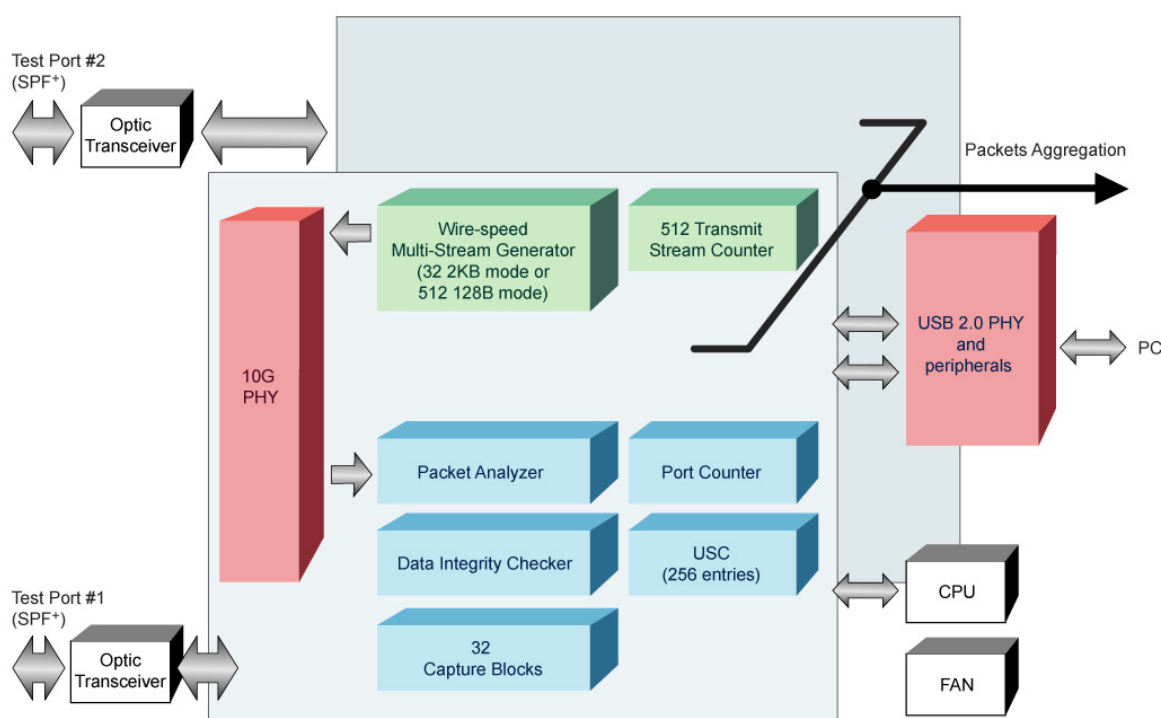 Test Port #2
(SPF+)
Optic
Transceiver
Packets Aggregation
Wire-speed
Multi-Stream Generator
(32 2KB mode or
512 128B mode)
512 Transmit
Stream Counter
USB 2.0 PHY
and
peripherals
PC
10G
PHY
Packet Analyzer
Port Counter
Data Integrity Checker
USC
(256 entries)
CPU
Test Port #1
(SPF+)
Optic
Transceiver
32
Capture Blocks
FAN